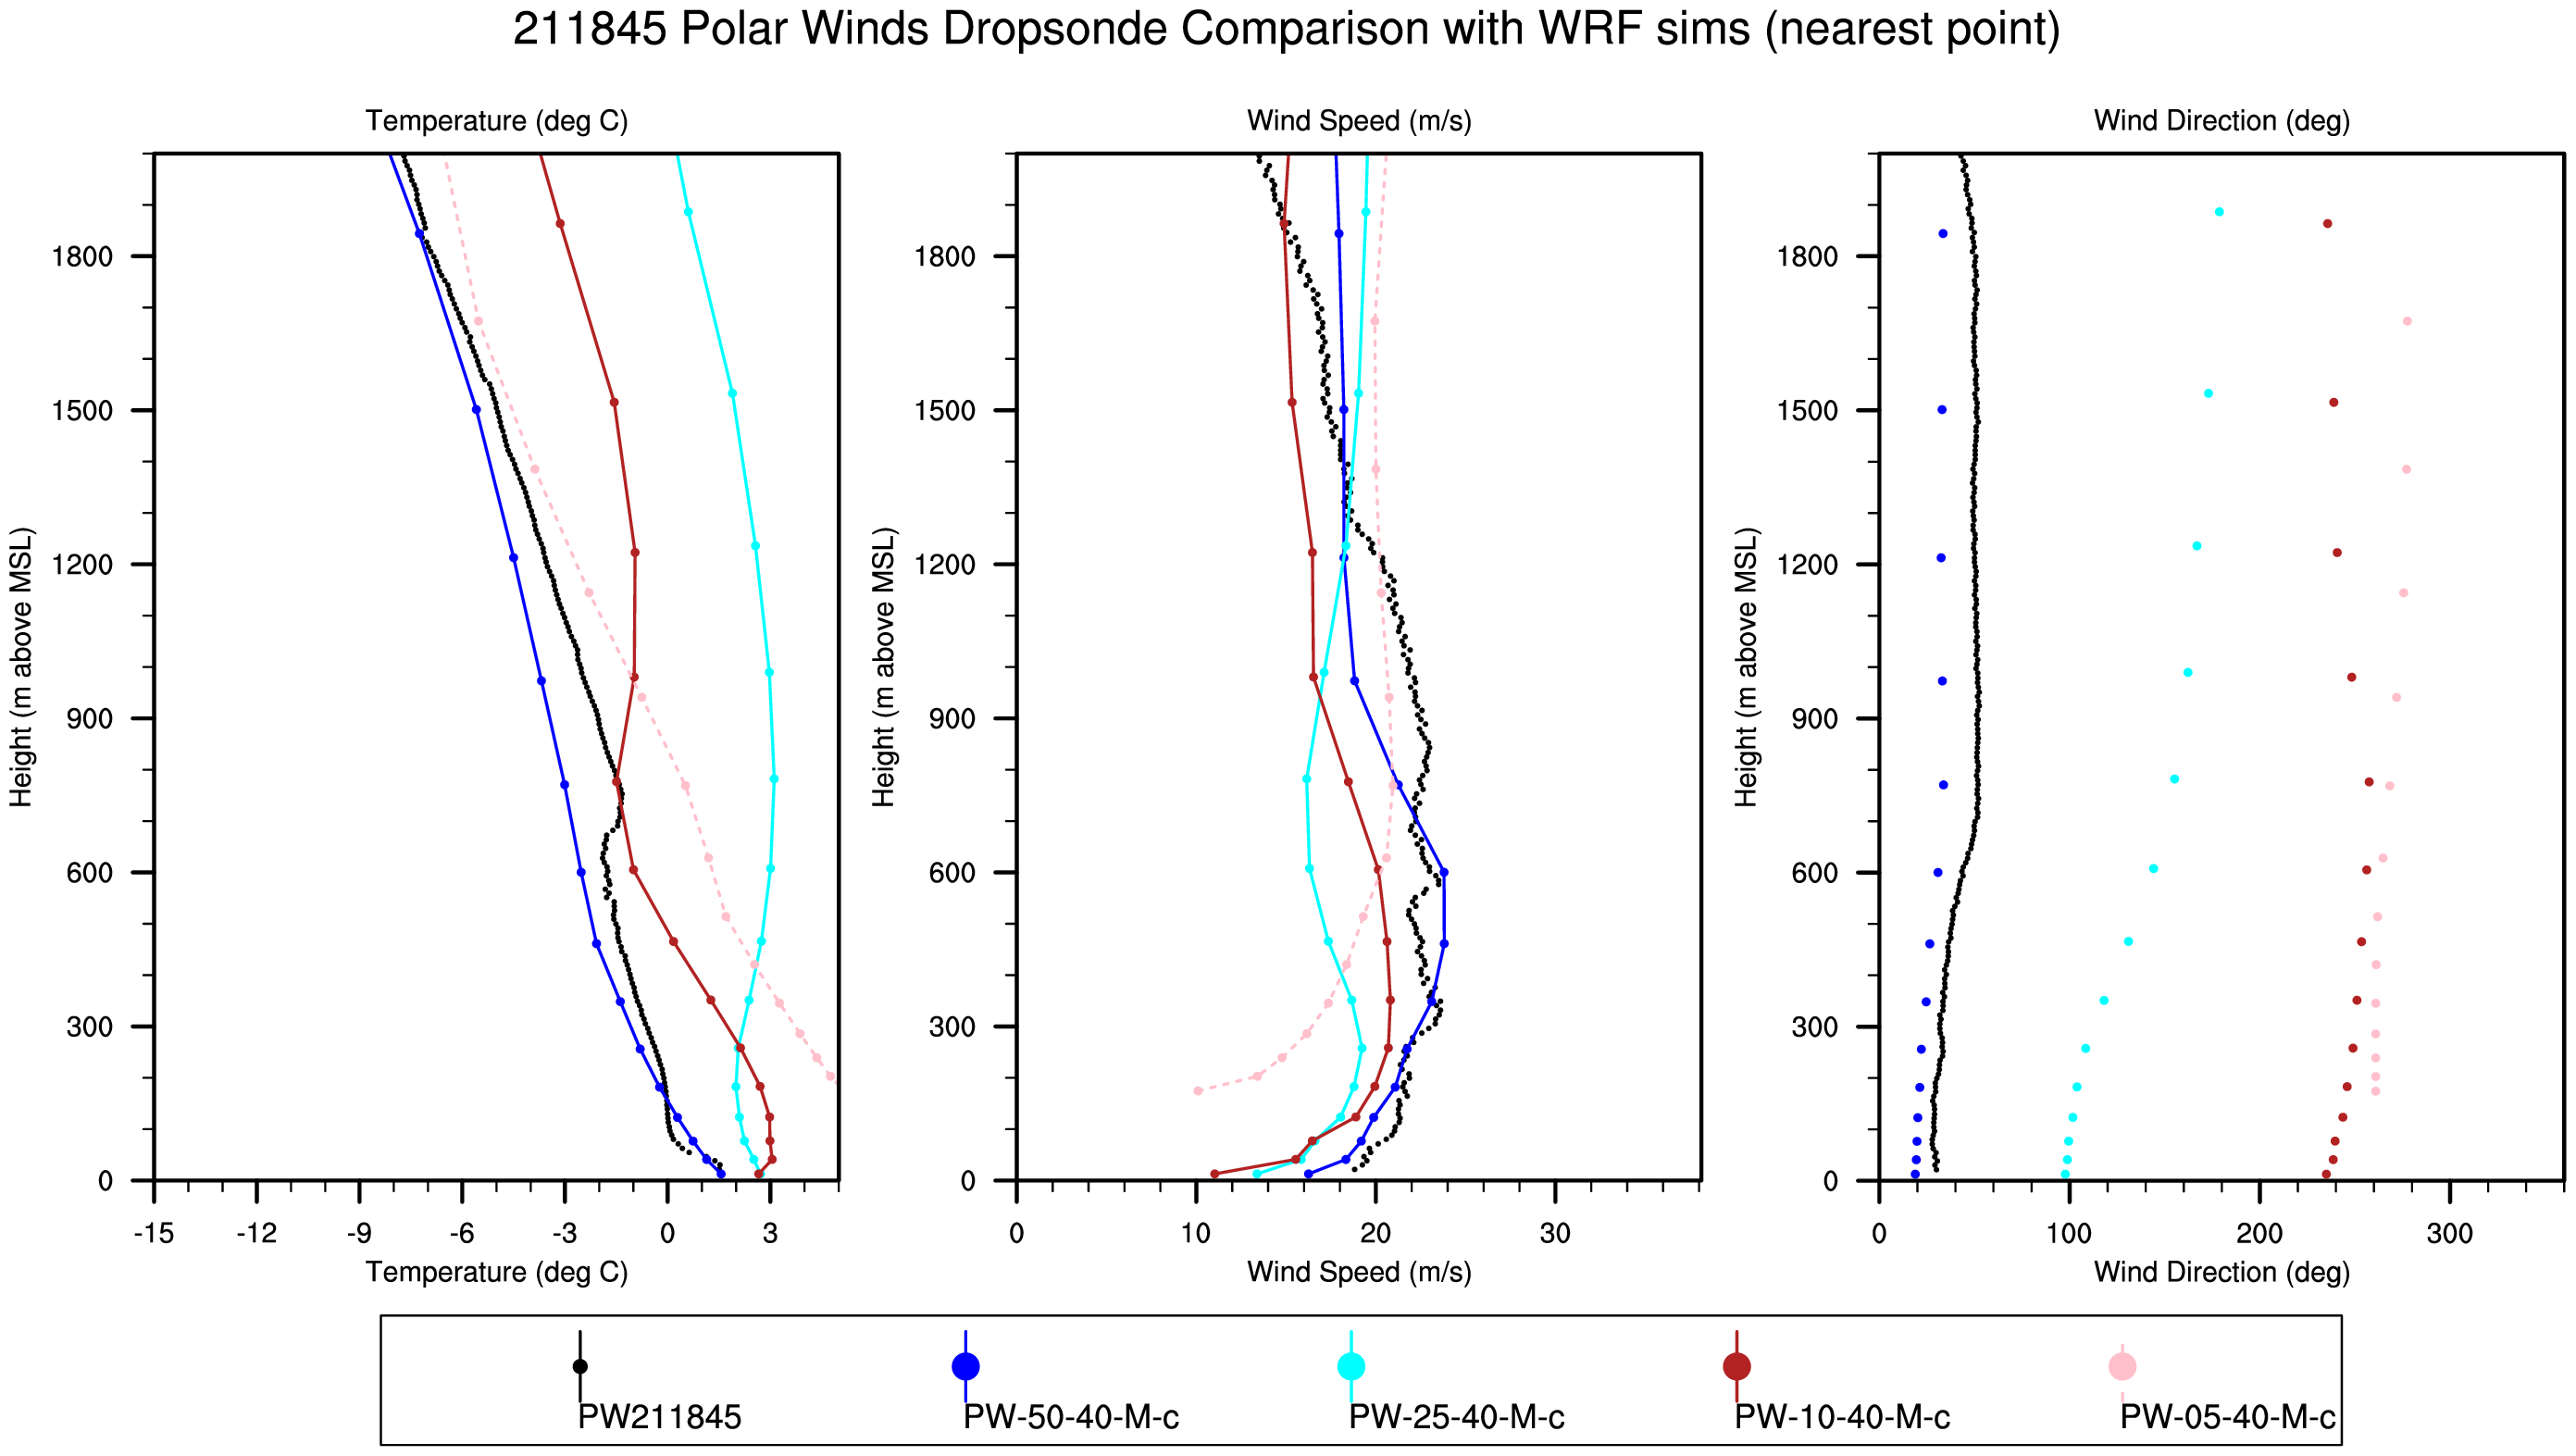 211845 Polar Winds Dropsonde Comparison with WRF sims (nearest point)
Temperature (deg C)
Wind Speed (m/s)
Wind Direction (deg)
Height (m above MSL)
1800
1500
1200
900
600
300
0
-15 -12 -9 -6 -3 0 3
Temperature (deg C)
Height (m above MSL)
1800
1500
1200
900
600
300
0
0 10 20 30
Wind Speed (m/s)
Height (m above MSL)
1800
1500
1200
900
600
300
0
0 100 200 300
Wind Direction (deg)
PW211845 PW-50-40-M-c PW-25-40-M-c PW-10-40-M-c PW-05-40-M-c